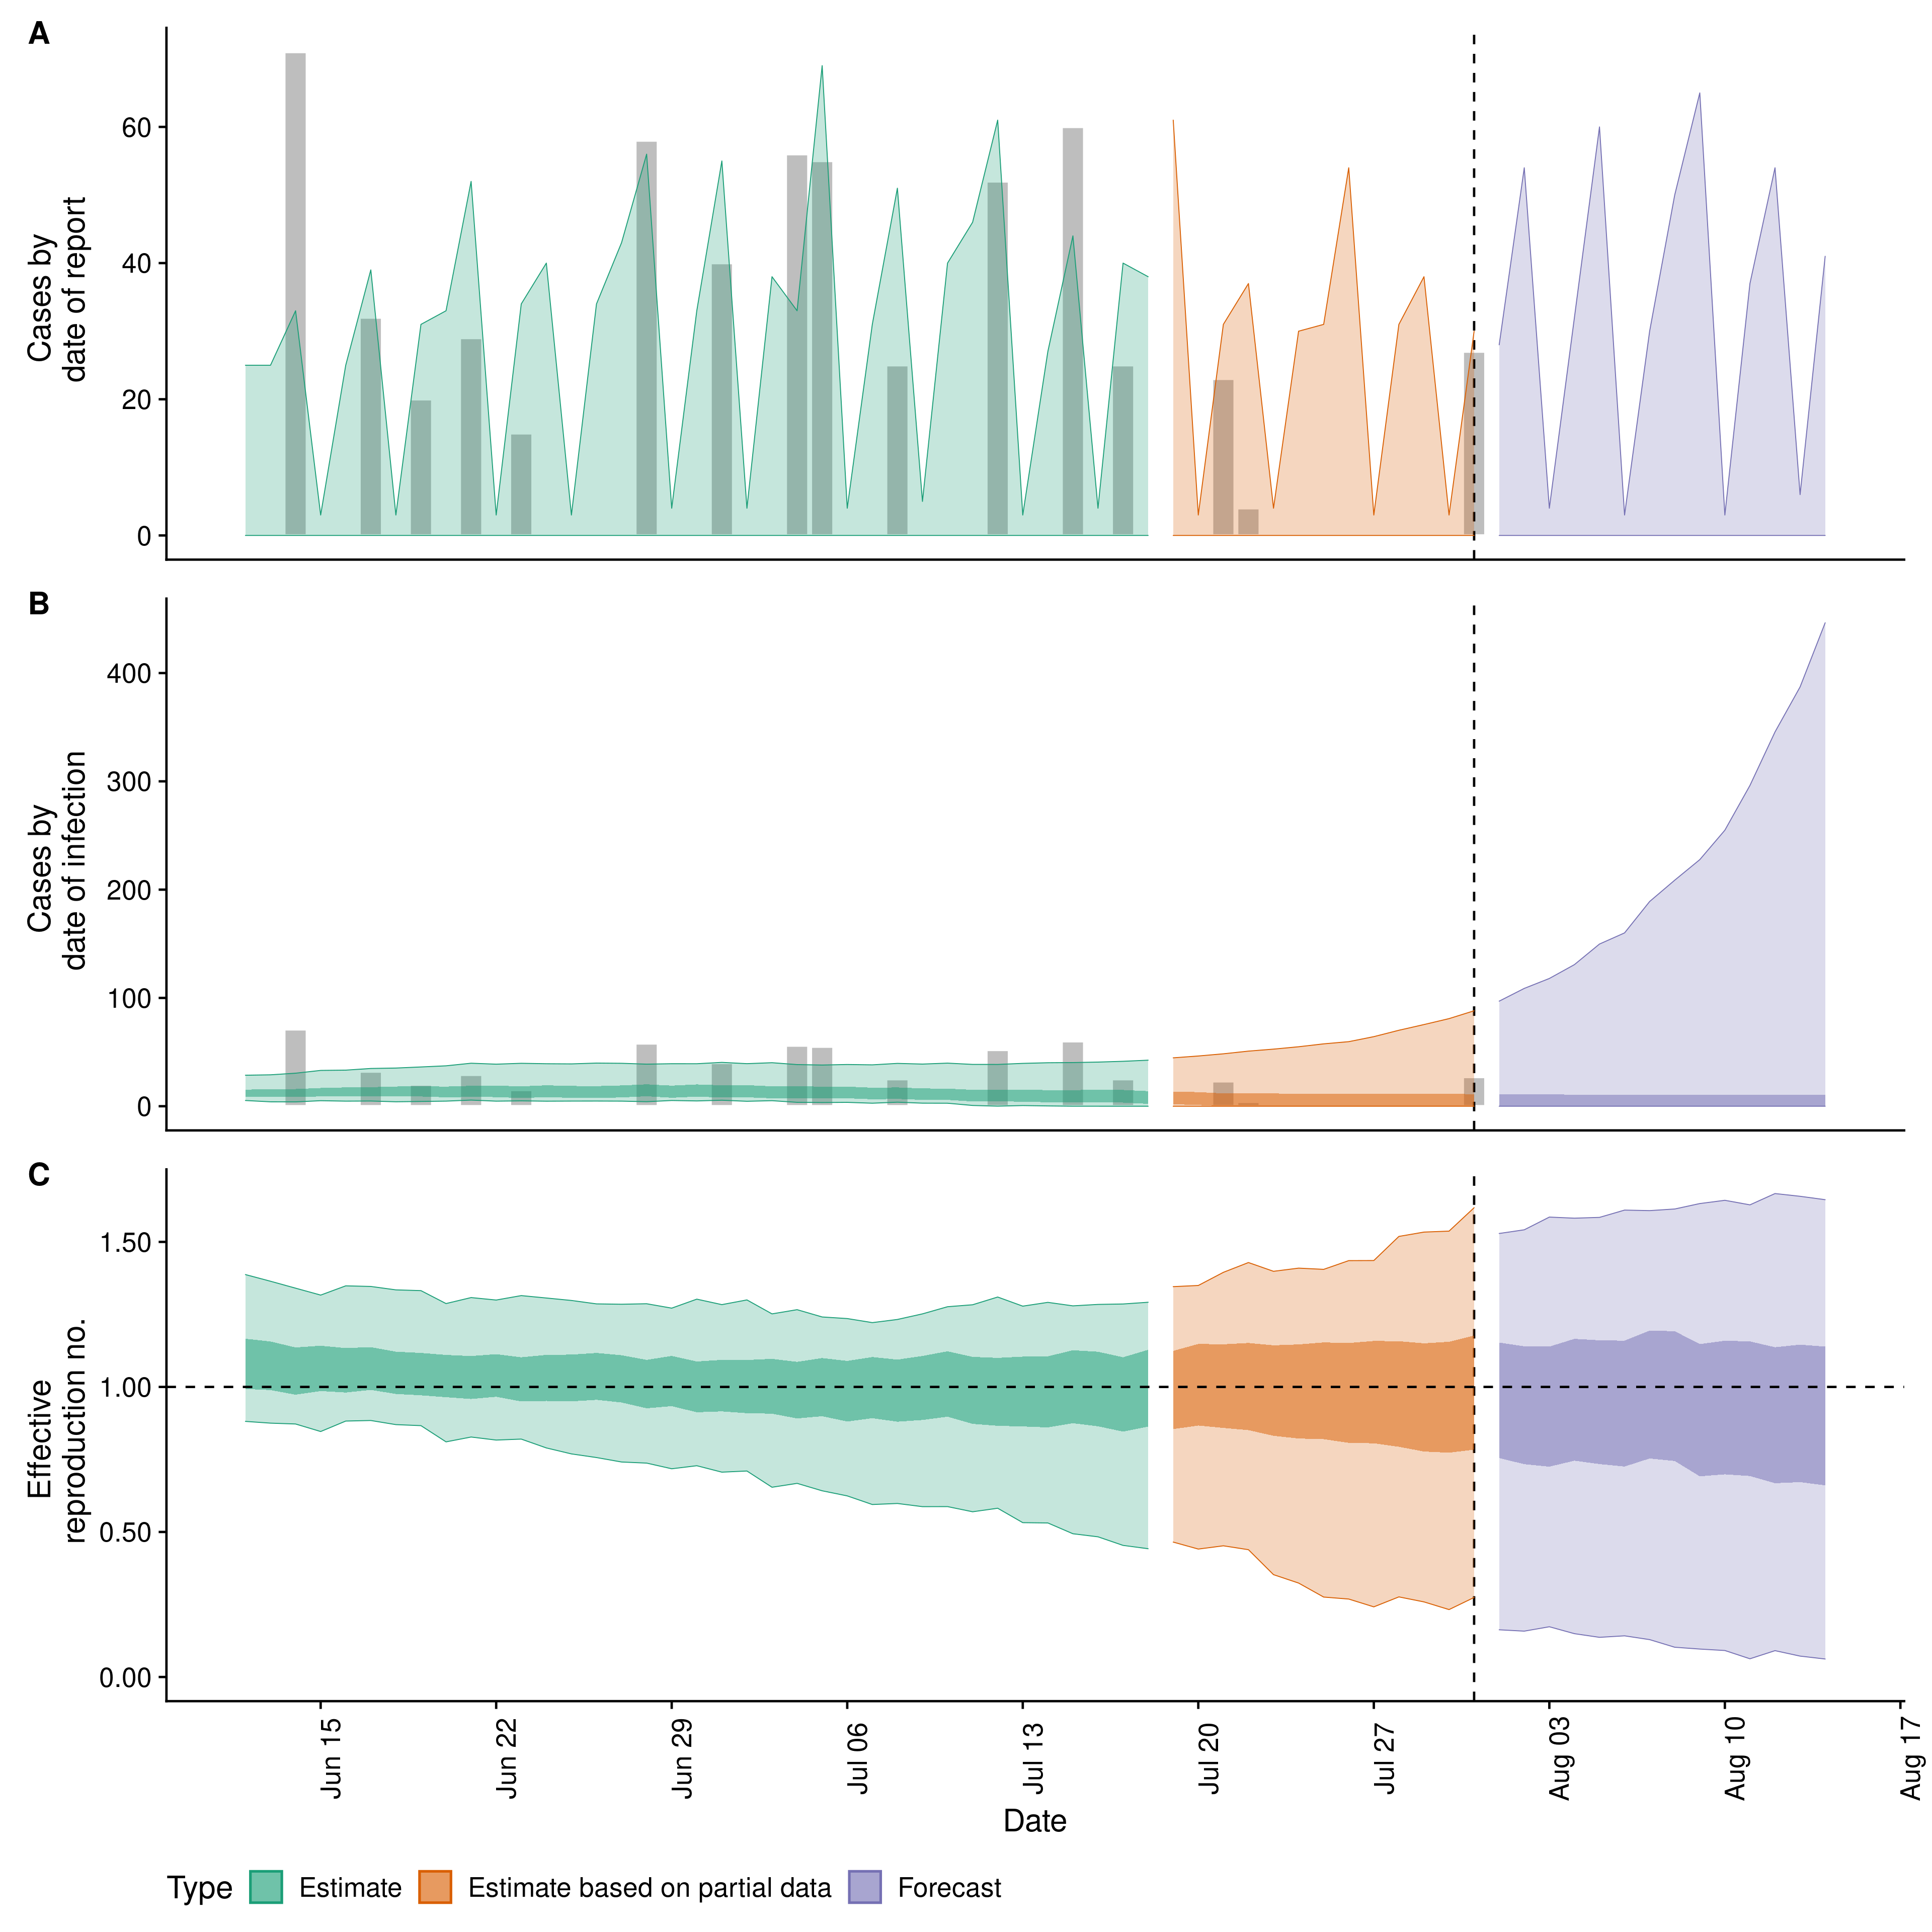 A
Cases by
date of report
60
40
20
0
B
Cases by
date of infection
400
300
200
100
0
C
Effective
reproduction no.
1.50
1.00
0.50
0.00
Jun 15
Jun 22
Jun 29
Jul 06
Jul 13
Jul 20
Jul 27
Aug 03
Aug 10
Aug 17
Date
Type Estimate Estimate based on partial data Forecast